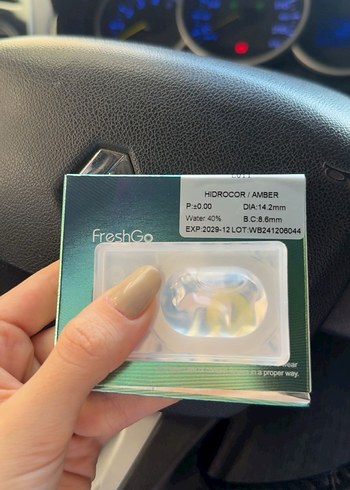 HIDROCOR / AMBER
P:±0.00 DIA:14.2mm
Water:40% B.C:8.6mm
EXP:2029-12 LOT:WB241206044
FreshGo
wear
in a proper way.